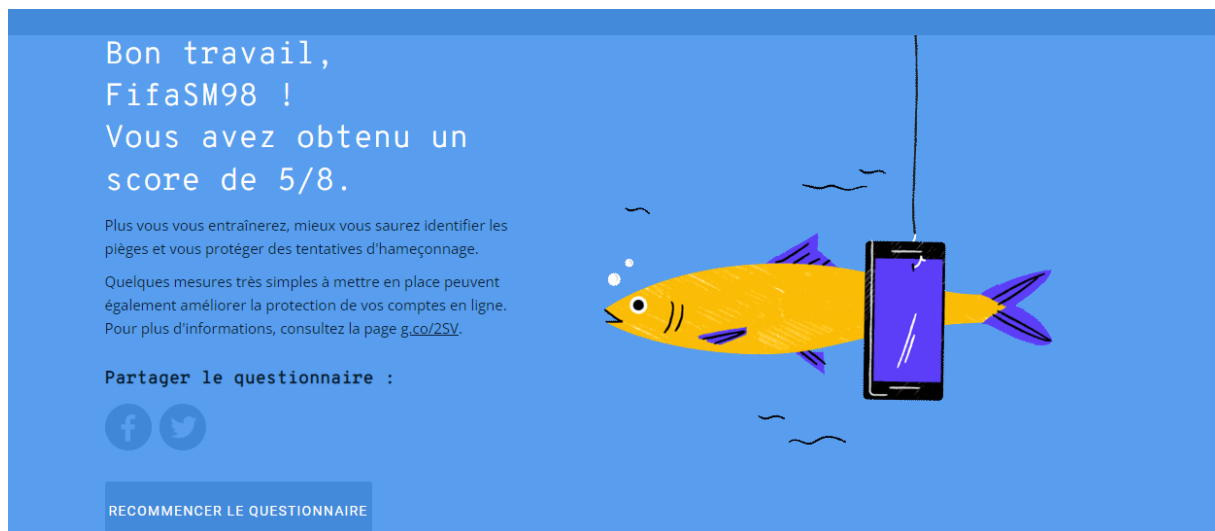 Bon travail,
FifaSM98 !
Vous avez obtenu un
score de 5/8.
Plus vous vous entraînerez, mieux vous saurez identifier les
pièges et vous protéger des tentatives d'hameçonnage.
Quelques mesures très simples à mettre en place peuvent
également améliorer la protection de vos comptes en ligne.
Pour plus d'informations, consultez la page g.co/2SV.
Partager le questionnaire :
RECOMMENCER LE QUESTIONNAIRE